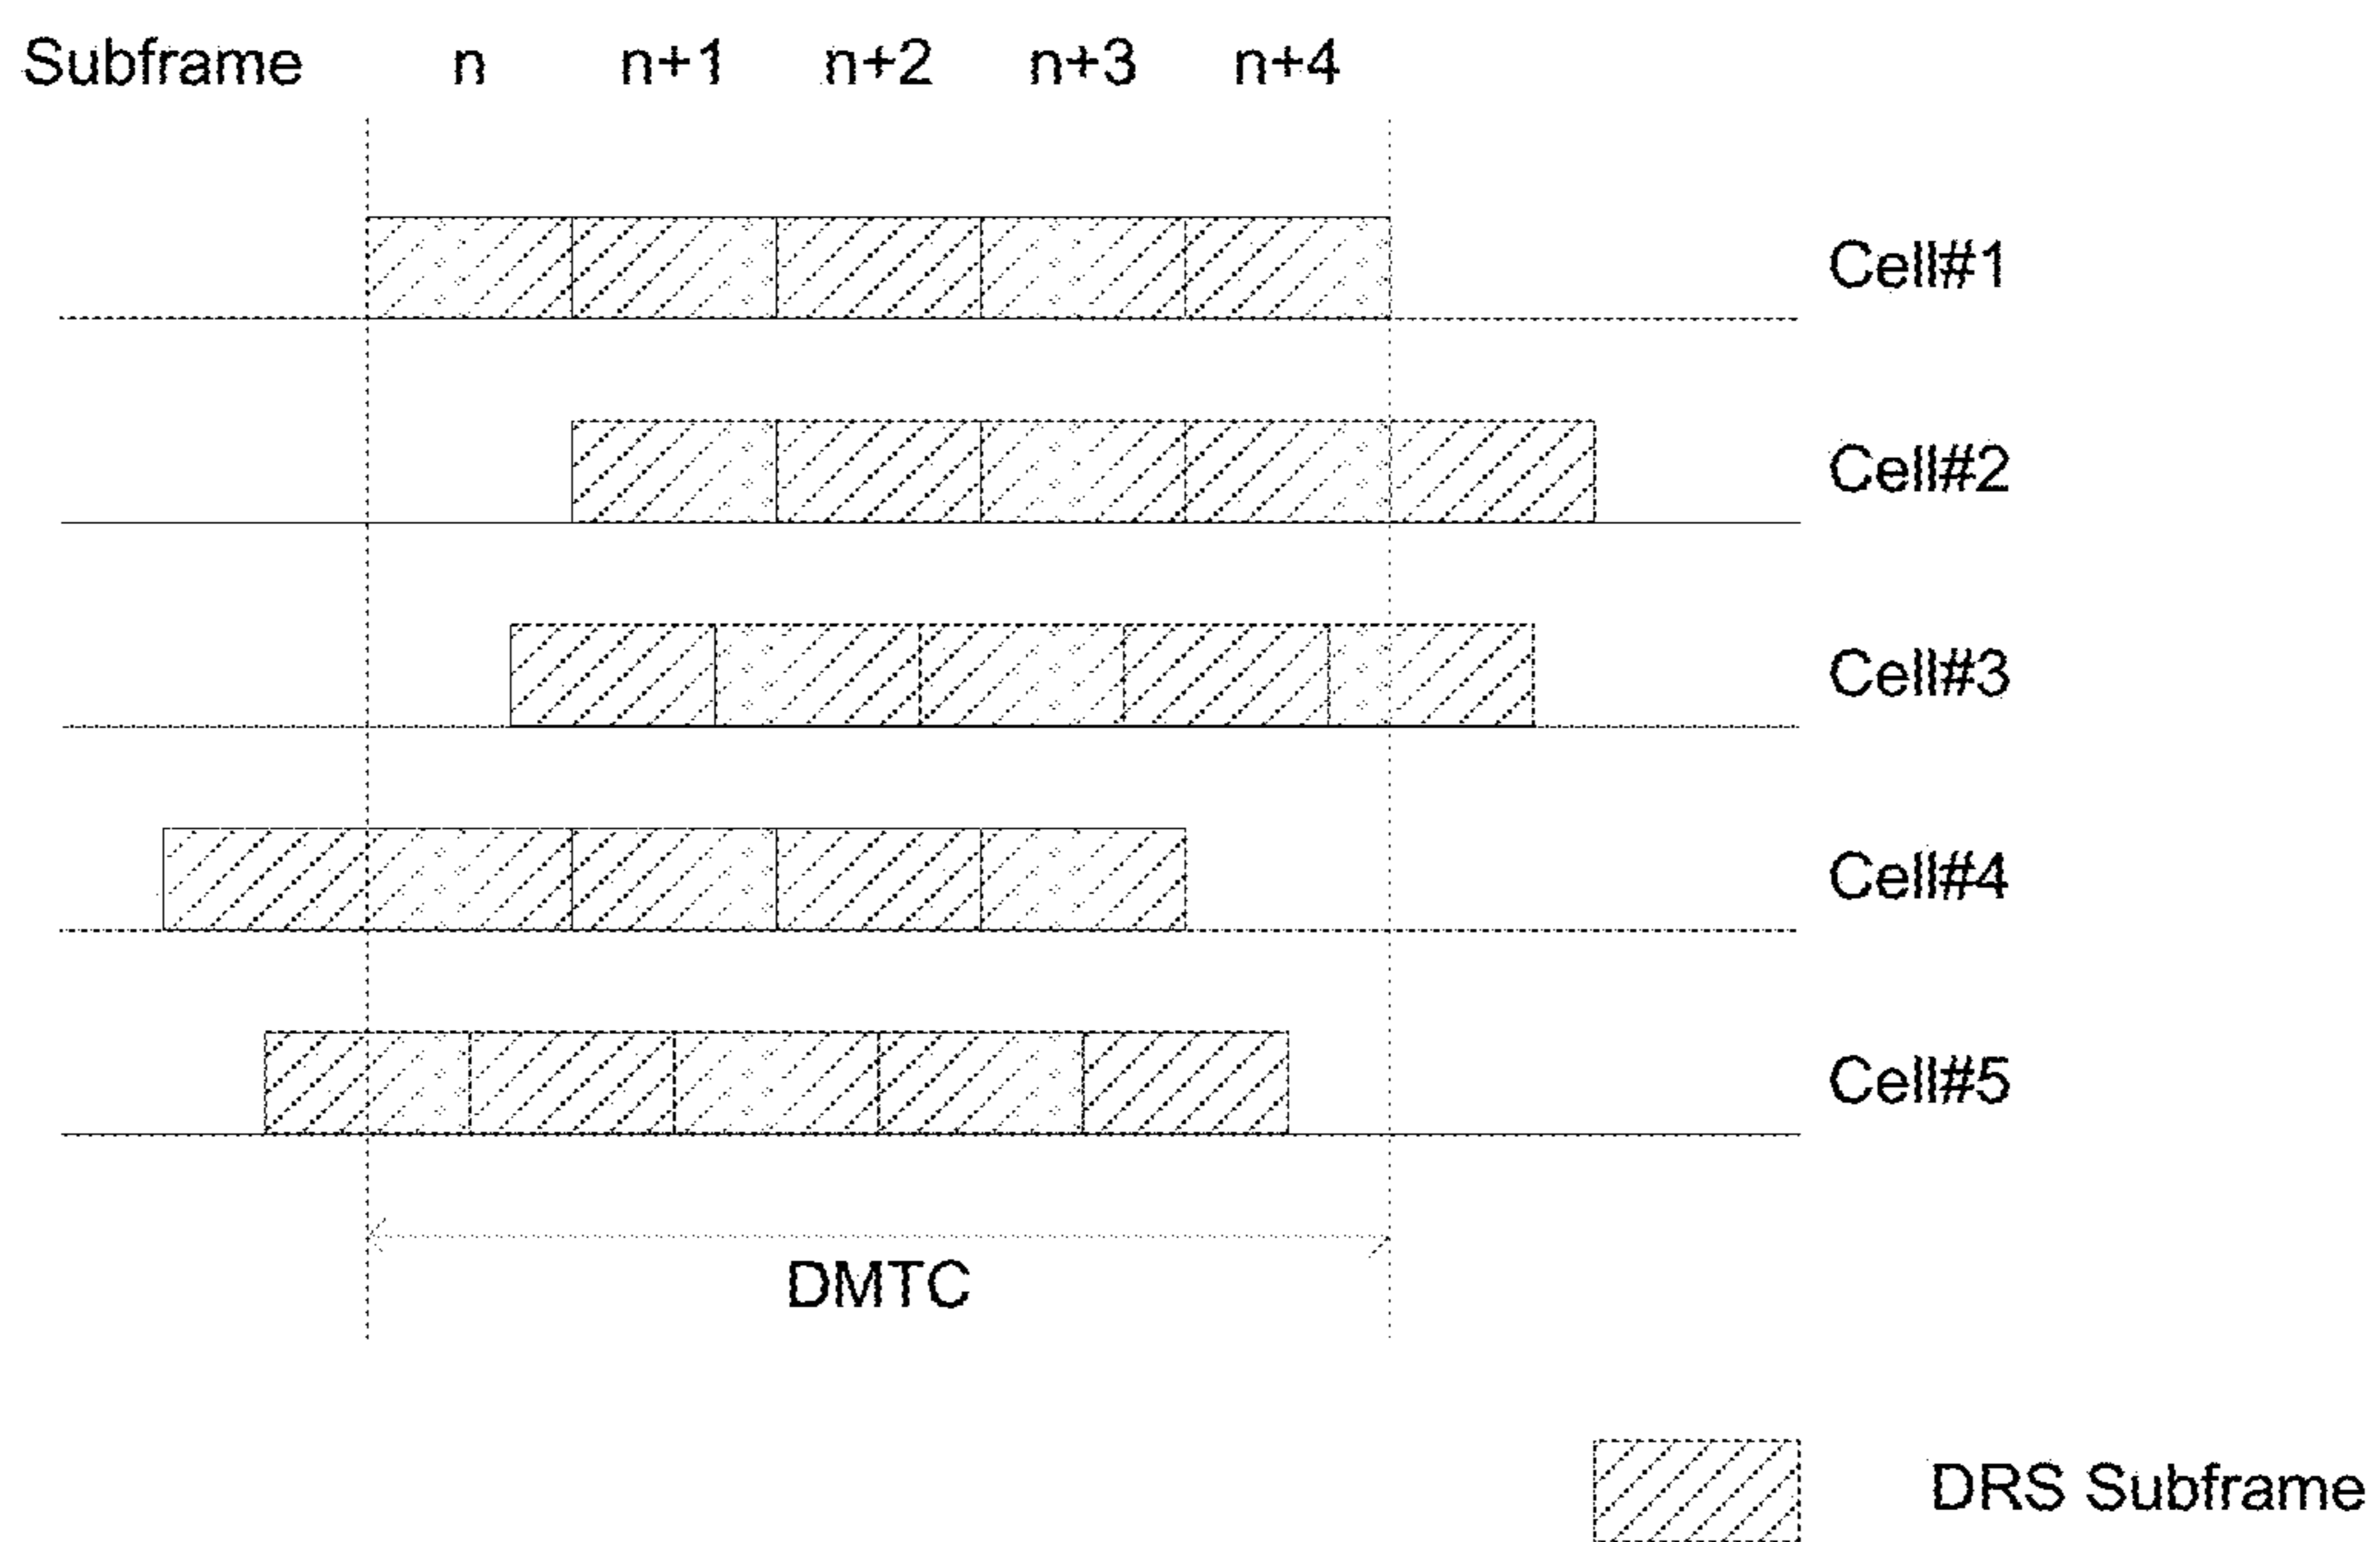 Subframe n n+1 n+2 n+3 n+4
Cell#1
Cell#2
Cell#3
Cell#4
Cell#5
DMTC
DRS Subframe